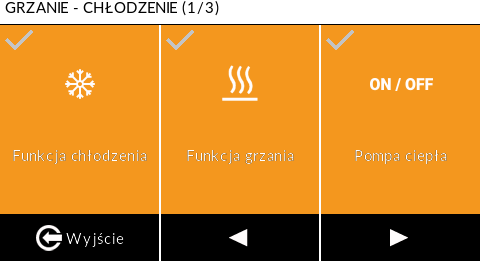 GRZANIE - CHŁODZENIE (1/3)
ON / OFF
Funkcja chłodzenia
Funkcja grzania
Pompa ciepła
Wyjście